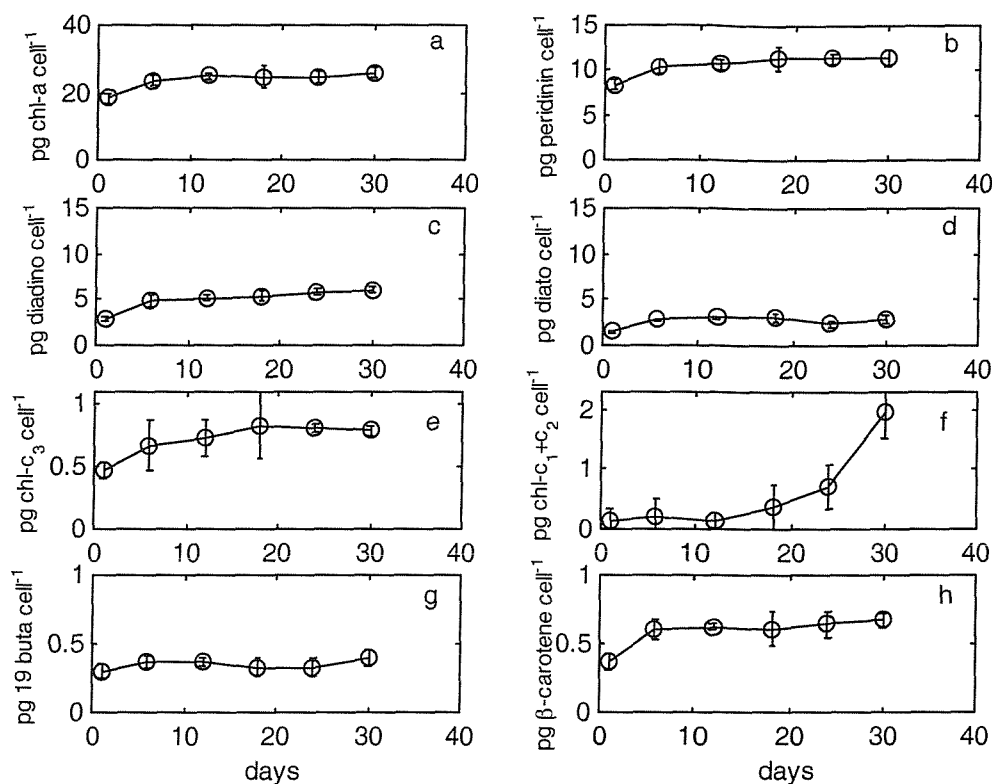 40
20
0
pg chl-a cell⁻¹
a
0 10 20 30 40
15
10
5
0
pg peridinin cell⁻¹
b
0 10 20 30 40
15
10
5
0
pg diadino cell⁻¹
c
0 10 20 30 40
15
10
5
0
pg diato cell⁻¹
d
0 10 20 30 40
1
0.5
0
pg chl-c₃ cell⁻¹
e
0 10 20 30 40
2
1
0
pg chl-c₁+c₂ cell⁻¹
f
0 10 20 30 40
1
0.5
0
pg 19 buta cell⁻¹
g
0 10 20 30 40
days
1
0.5
0
pg β-carotene cell⁻¹
h
0 10 20 30 40
days